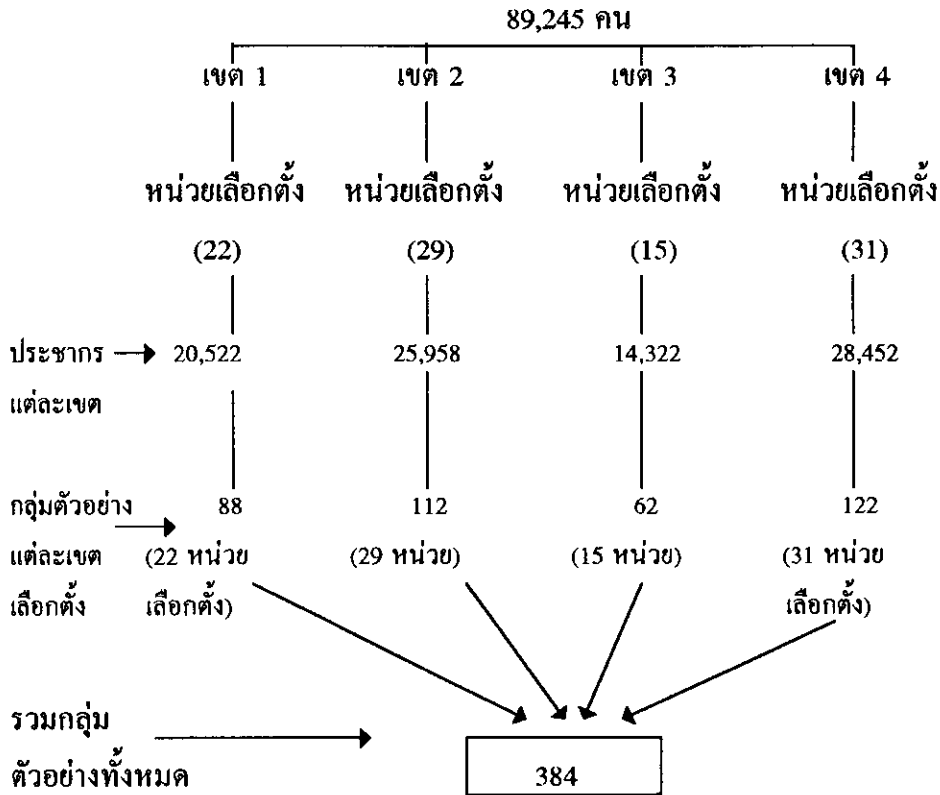 89,245 คน
เขต 1 เขต 2 เขต 3 เขต 4
หน่วยเลือกตั้ง หน่วยเลือกตั้ง หน่วยเลือกตั้ง หน่วยเลือกตั้ง
(22) (29) (15) (31)
ประชากร 20,522 25,958 14,322 28,452
แต่ละเขต
กลุ่มตัวอย่าง 88 112 62 122
แต่ละเขต (22 หน่วย (29 หน่วย) (15 หน่วย) (31 หน่วย
เลือกตั้ง เลือกตั้ง) เลือกตั้ง)
รวมกลุ่ม
ตัวอย่างทั้งหมด 384